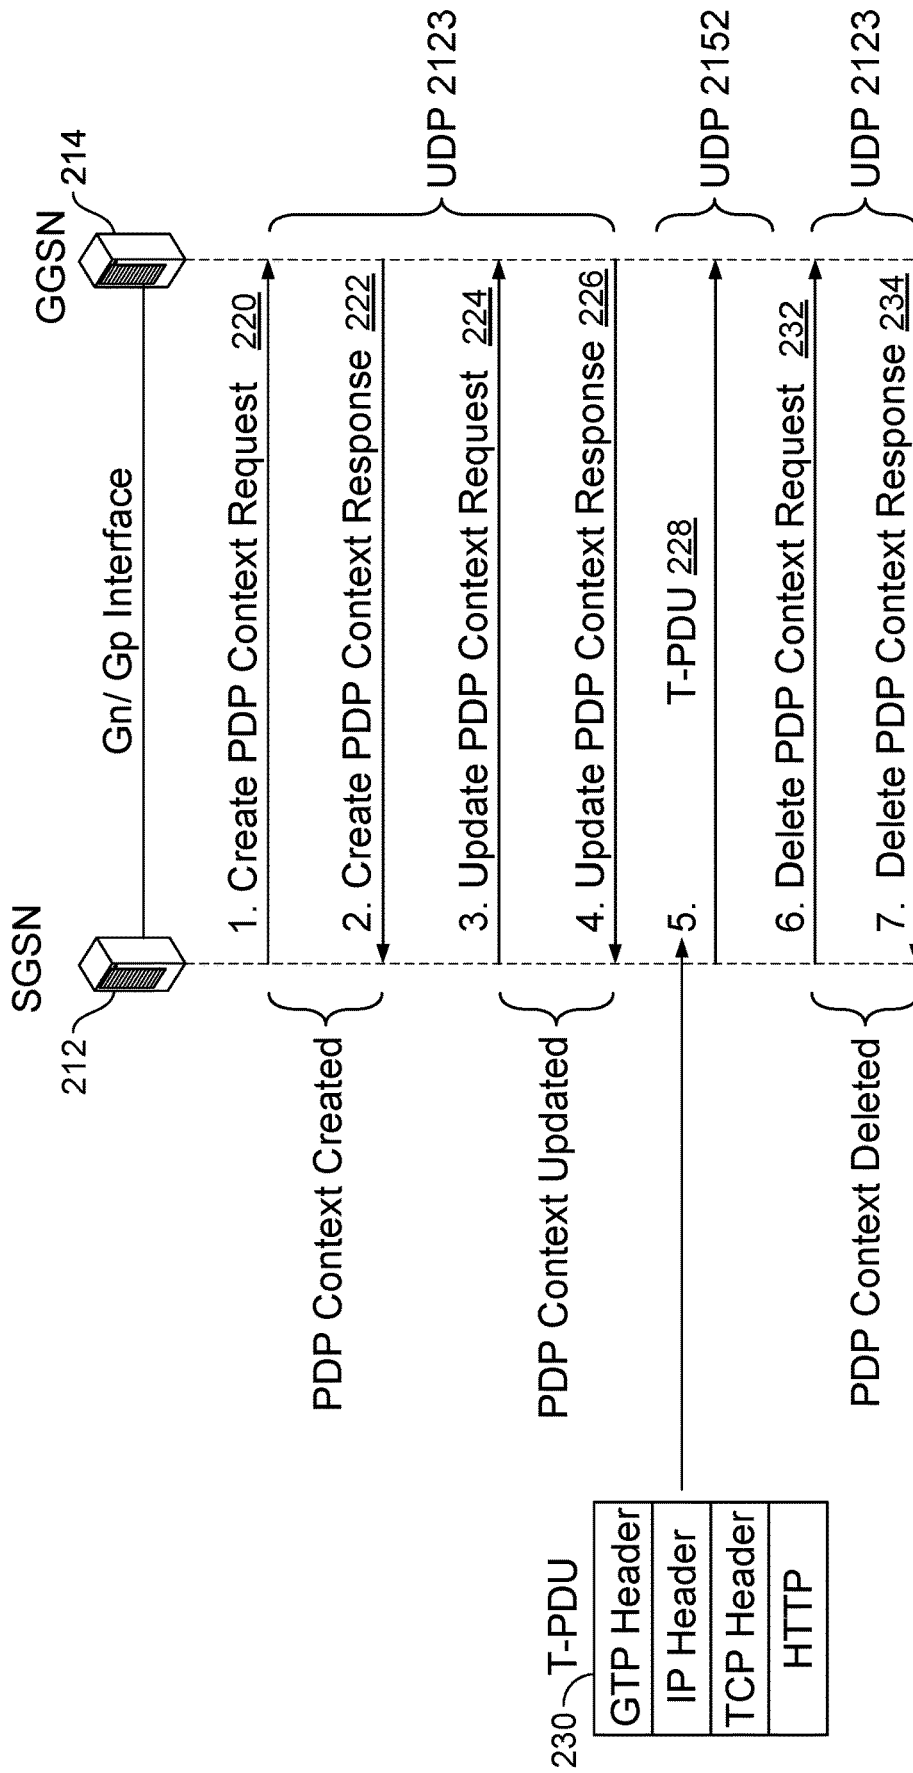 SGSN
GGSN
212
214
Gn/ Gp Interface
1. Create PDP Context Request 220
2. Create PDP Context Response 222
PDP Context Created
3. Update PDP Context Request 224
4. Update PDP Context Response 226
PDP Context Updated
UDP 2123
5. T-PDU 228
UDP 2152
6. Delete PDP Context Request 232
7. Delete PDP Context Response 234
PDP Context Deleted
UDP 2123
230
T-PDU
GTP Header
IP Header
TCP Header
HTTP